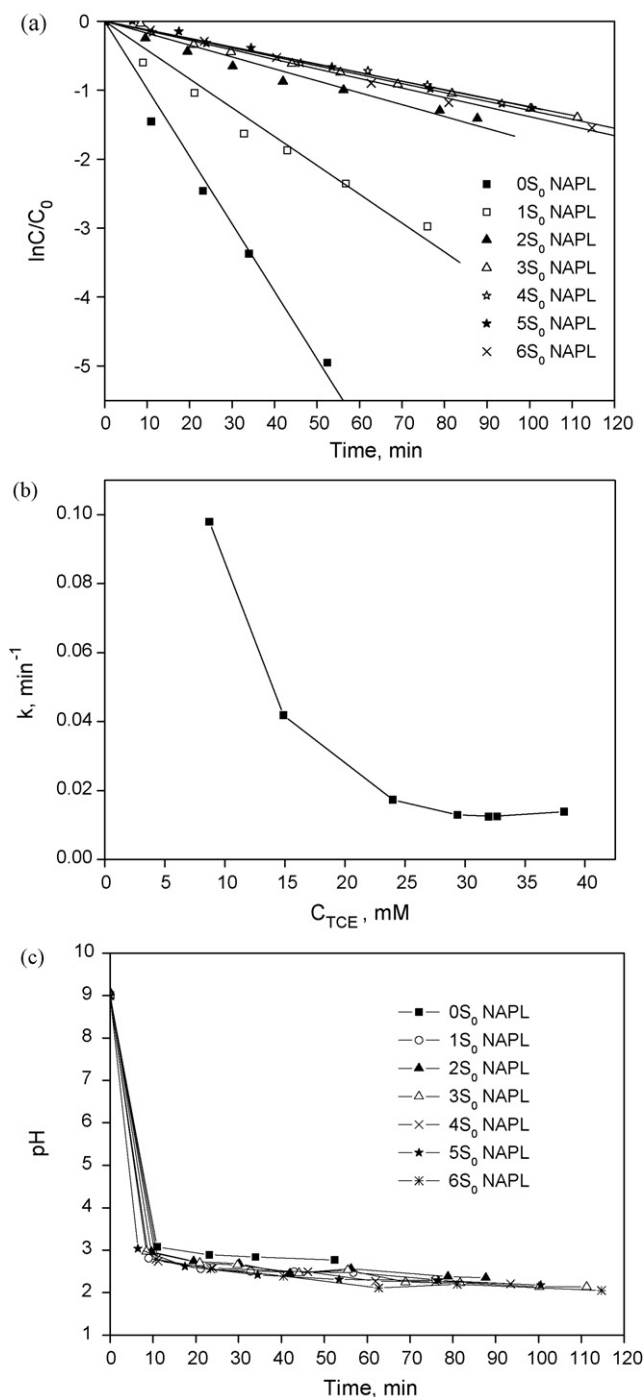 (a)
0
-1
-2
-3
-4
-5
lnC/C0
0S0 NAPL
1S0 NAPL
2S0 NAPL
3S0 NAPL
4S0 NAPL
5S0 NAPL
6S0 NAPL
0 10 20 30 40 50 60 70 80 90 100 110 120
Time, min
(b)
0.10
0.08
0.06
0.04
0.02
0.00
k, min-1
0 5 15 20 25 30 35 40
CTCE , mM
(c)
10
9
8
7
6
5
4
3
2
1
pH
0S0 NAPL
1S0 NAPL
2S0 NAPL
3S0 NAPL
4S0 NAPL
5S0 NAPL
6S0 NAPL
0 10 20 30 40 50 60 70 80 90 100 110 120
Time, min